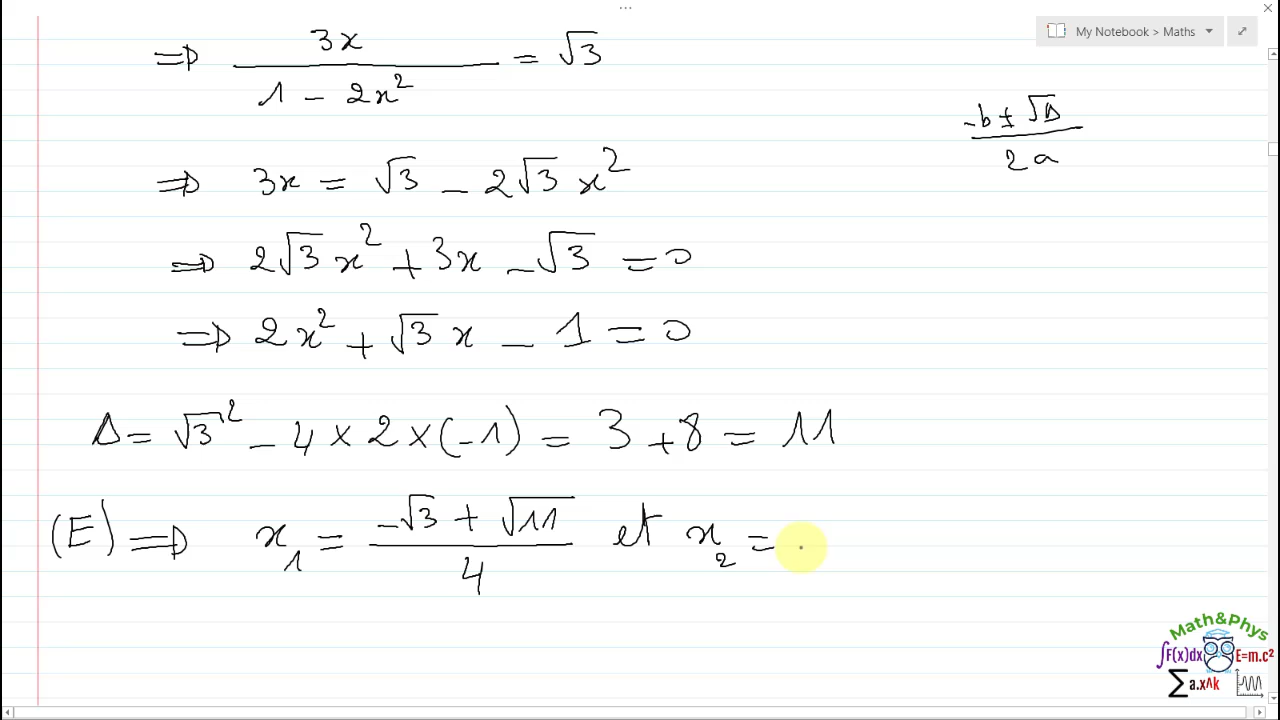 ...
My Notebook > Maths
⇒ 3x / (1 − 2x²) = √3
(−b ± √Δ) / 2a
⇒ 3x = √3 − 2√3 x²
⇒ 2√3 x² + 3x − √3 = 0
⇒ 2x² + √3 x − 1 = 0
Δ = √3² − 4 × 2 × (−1) = 3 + 8 = 11
(E) ⇒ x₁ = (−√3 + √11) / 4 et x₂ =
Math&Phys
∫F(x)dx E=m.c²
∑ a.x^k